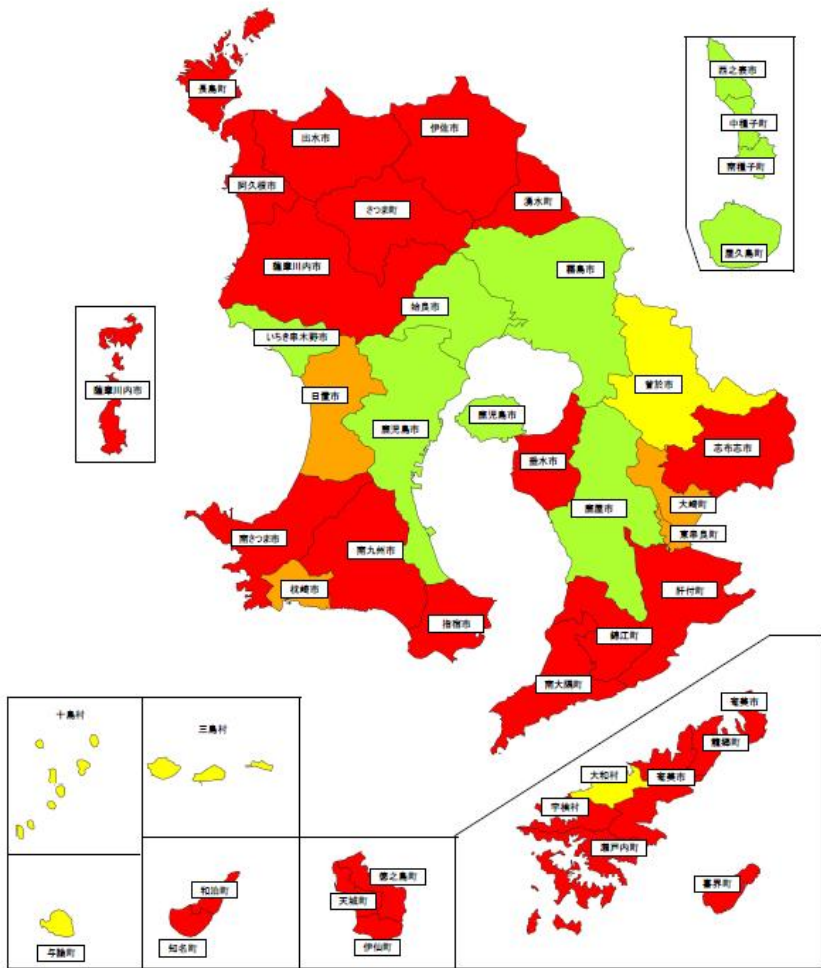 長島町
出水市
伊佐市
阿久根市
さつま町
湧水町
薩摩川内市
霧島市
姶良市
いちき串木野市
日置市
鹿児島市
鹿児島市
曽於市
志布志市
垂水市
鹿屋市
大崎町
東串良町
南さつま市
南九州市
枕崎市
指宿市
肝付町
錦江町
南大隅町
西之表市
中種子町
南種子町
屋久島町
薩摩川内市
十島村
三島村
与論町
和泊町
知名町
徳之島町
天城町
伊仙町
奄美市
龍郷町
大和村
奄美市
宇検村
瀬戸内町
喜界町